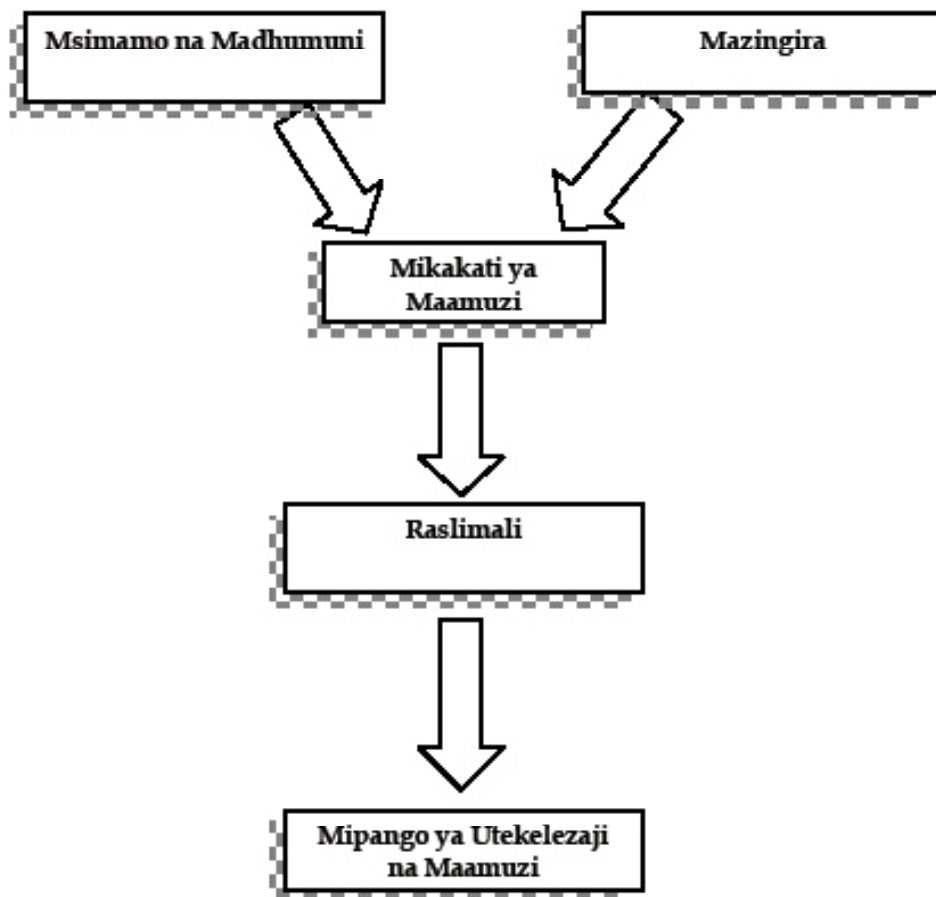 Msimamo na Madhumuni
Mazingira
Mikakati ya
Maamuzi
Raslimali
Mipango ya Utekelezaji
na Maamuzi